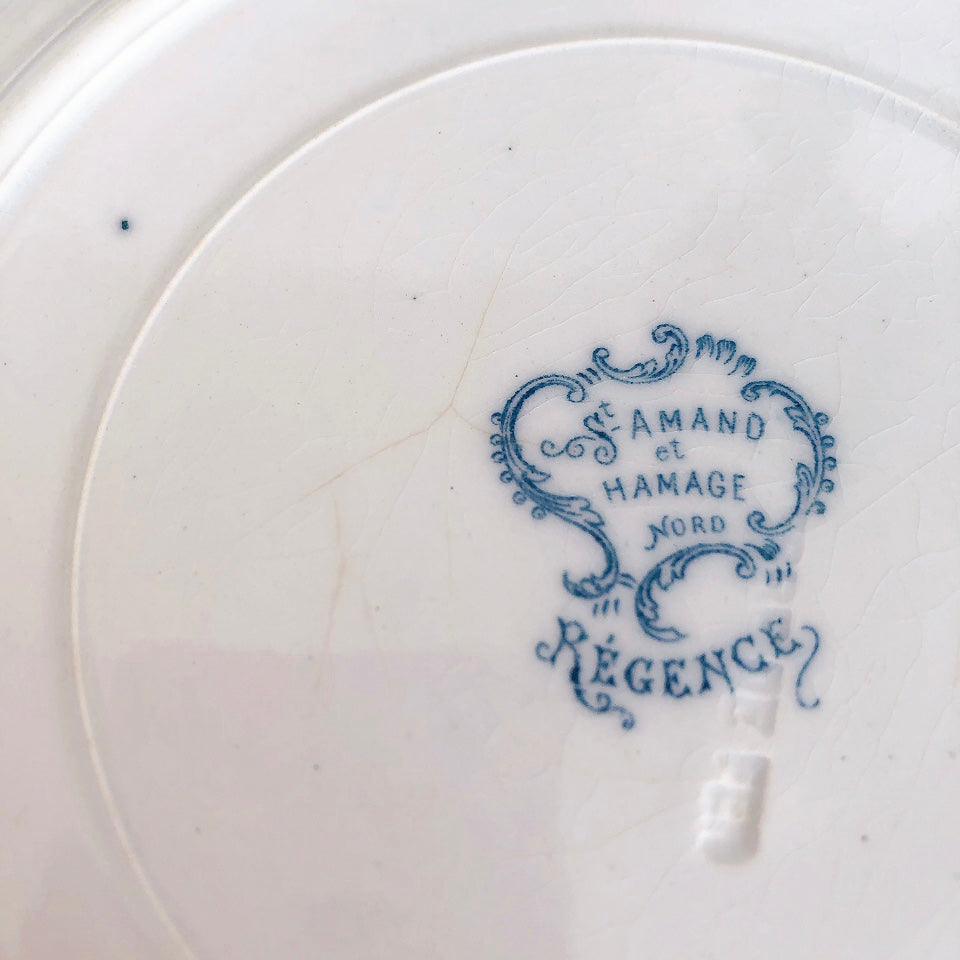 St AMAND
et
HAMAGE
NORD
RÉGENCE